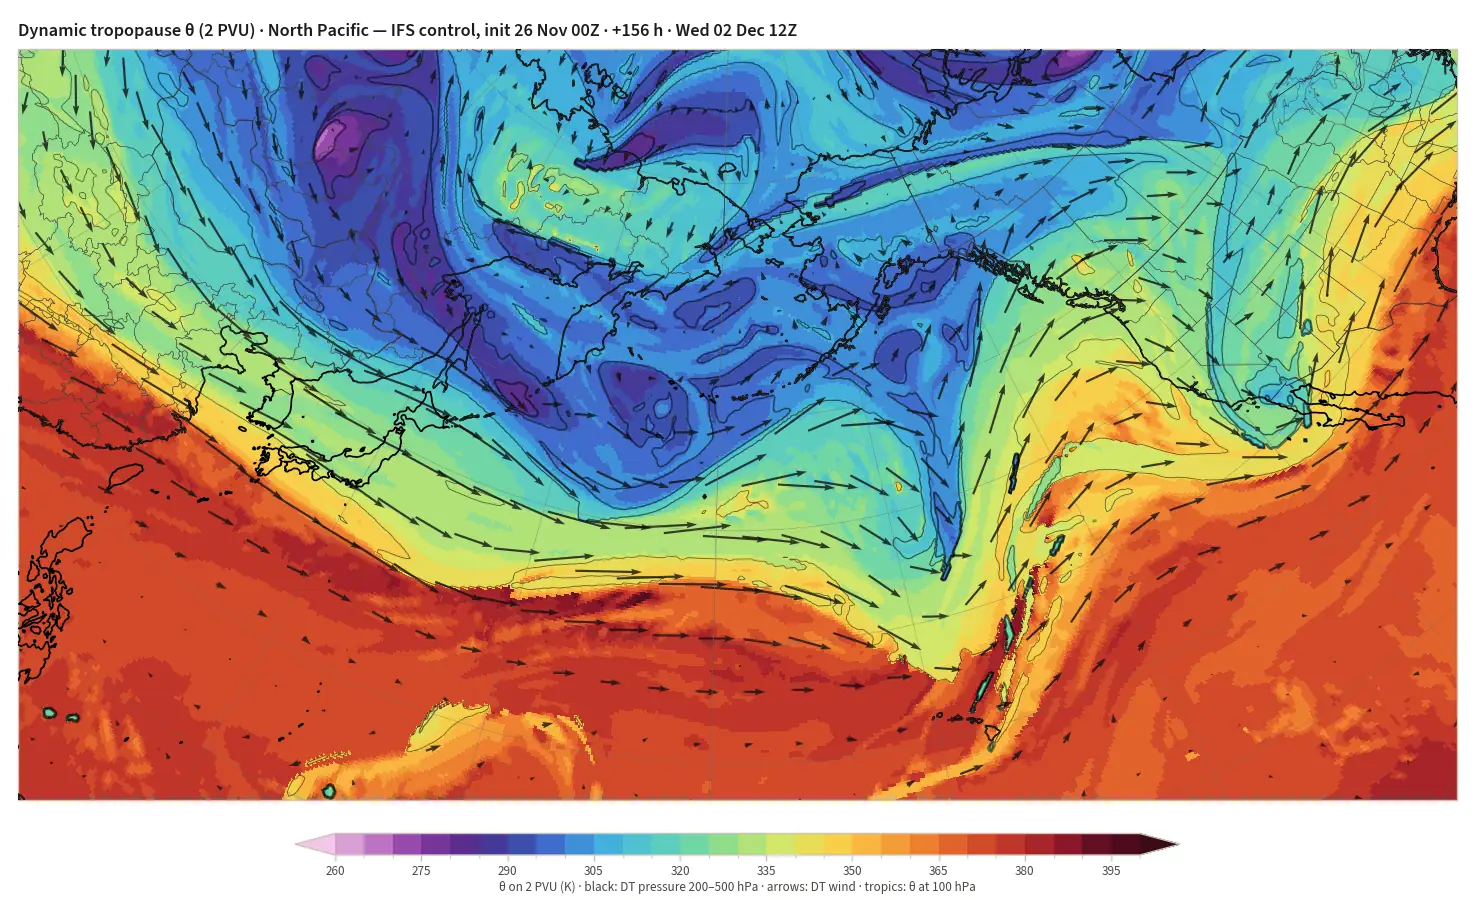 Dynamic tropopause θ (2 PVU) · North Pacific — IFS control, init 26 Nov 00Z · +156 h · Wed 02 Dec 12Z
260 275 290 305 320 335 350 365 380 395
θ on 2 PVU (K) · black: DT pressure 200–500 hPa · arrows: DT wind · tropics: θ at 100 hPa